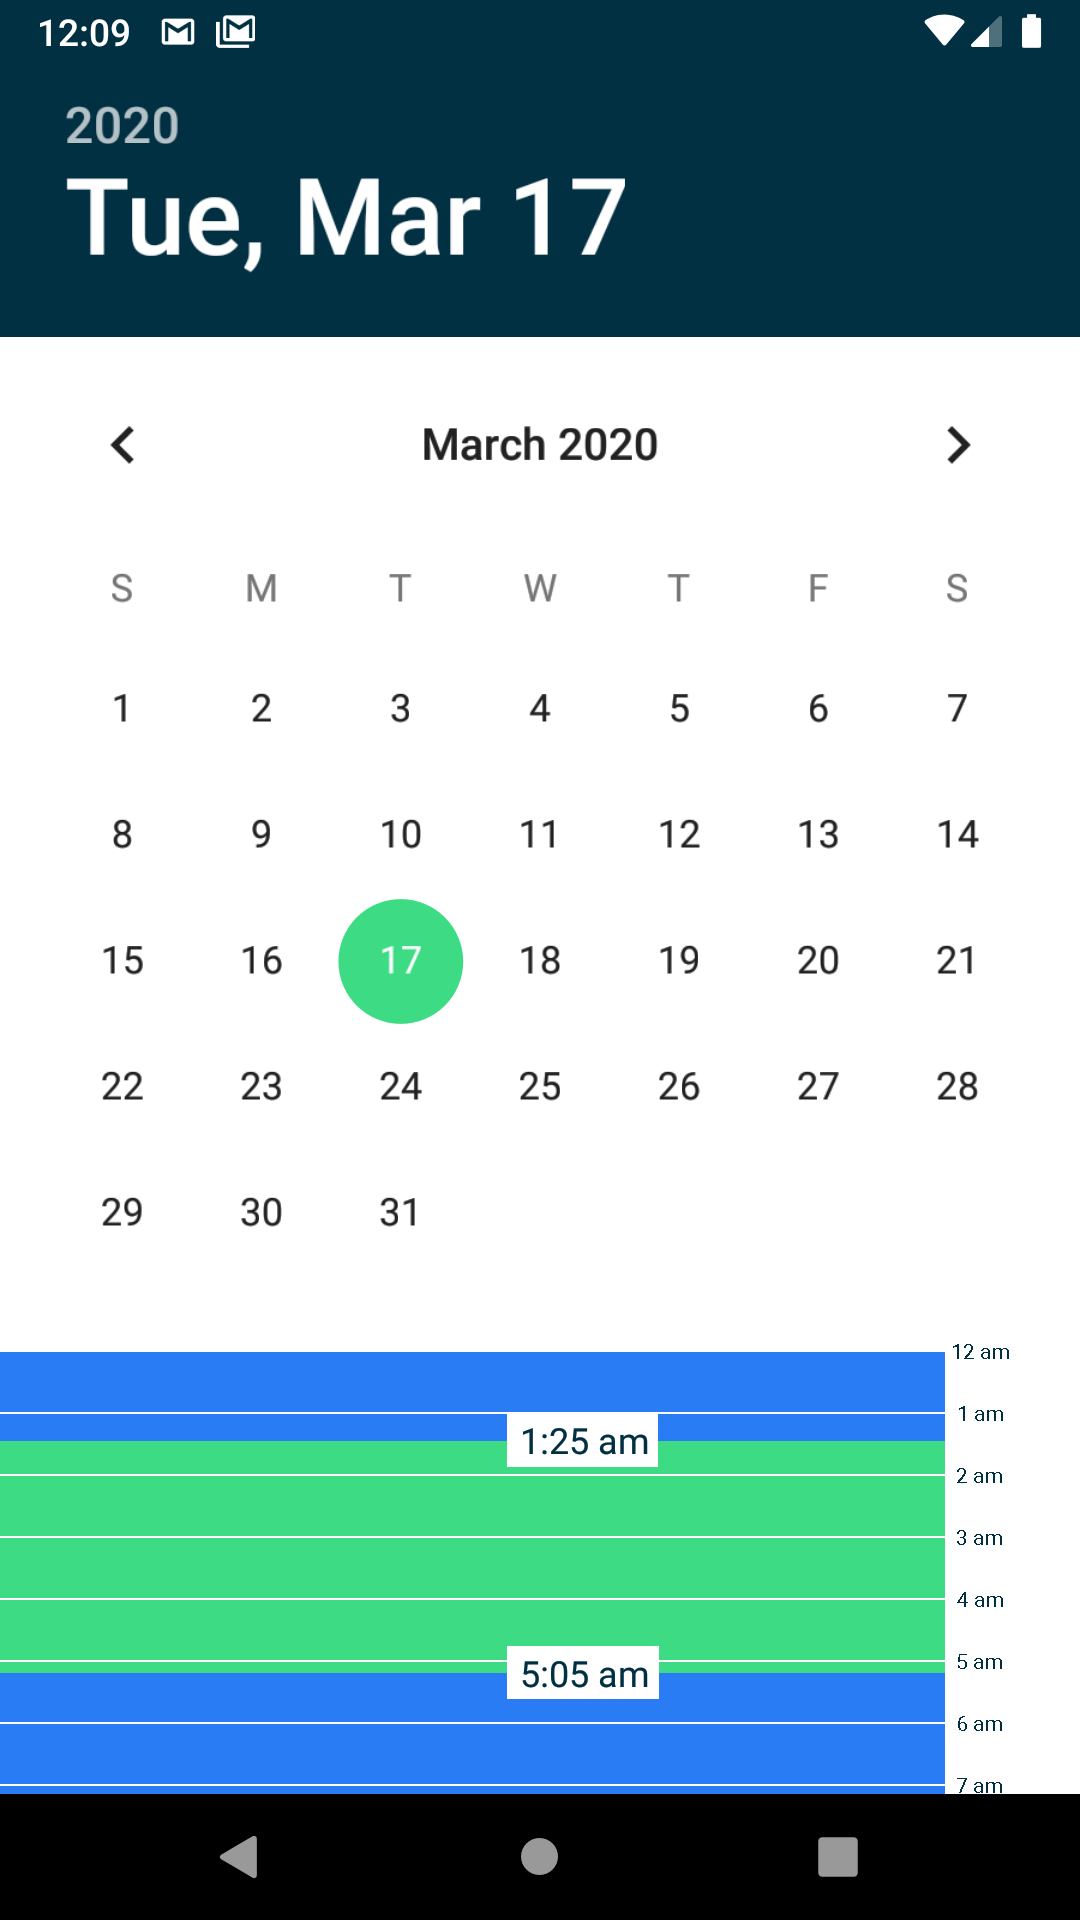 12:09
2020
Tue, Mar 17
March 2020
S M T W T F S
1 2 3 4 5 6 7
8 9 10 11 12 13 14
15 16 17 18 19 20 21
22 23 24 25 26 27 28
29 30 31
12 am
1 am
1:25 am
2 am
3 am
4 am
5 am
5:05 am
6 am
7 am